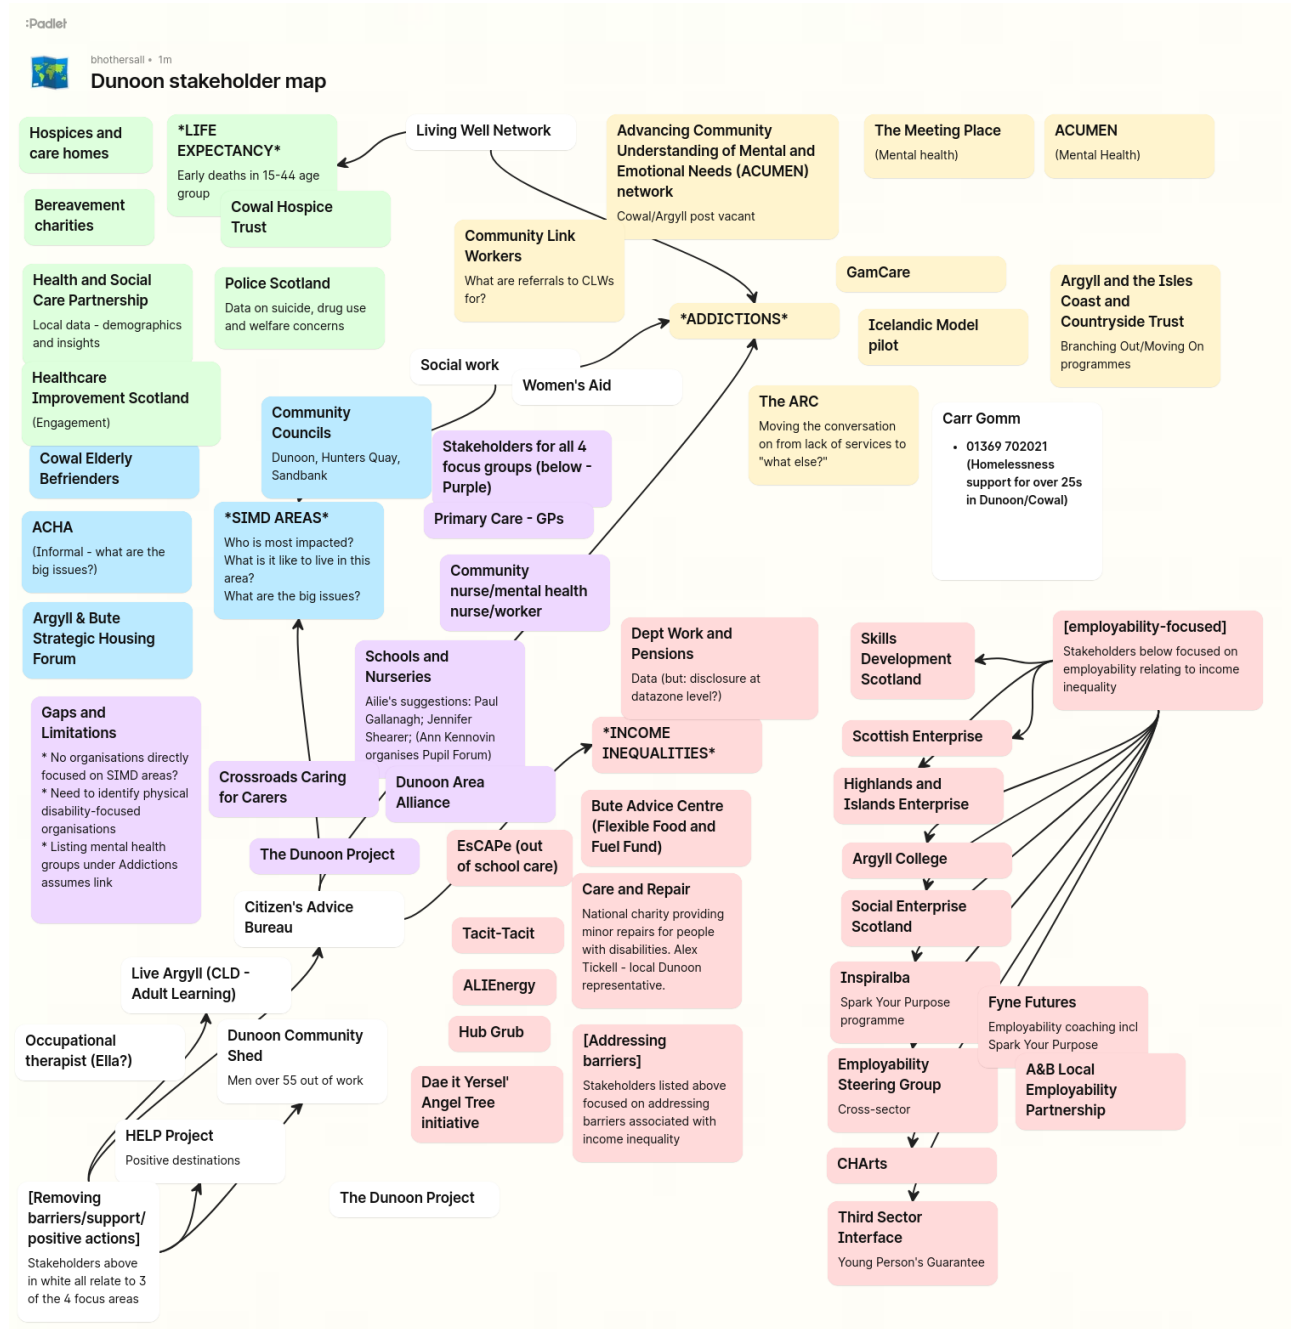 :Padlet
bhothersall • 1m
Dunoon stakeholder map
Hospices and
care homes
*LIFE
EXPECTANCY*
Early deaths in 15-44 age
group
Living Well Network
Advancing Community
Understanding of Mental and
Emotional Needs (ACUMEN)
network
Cowal/Argyll post vacant
The Meeting Place
(Mental health)
ACUMEN
(Mental Health)
Bereavement
charities
Cowal Hospice
Trust
Community Link
Workers
What are referrals to CLWs
for?
Health and Social
Care Partnership
Local data - demographics
and insights
Police Scotland
Data on suicide, drug use
and welfare concerns
GamCare
Argyll and the Isles
Coast and
Countryside Trust
Branching Out/Moving On
programmes
*ADDICTIONS*
Icelandic Model
pilot
Healthcare
Improvement Scotland
(Engagement)
Social work
Women's Aid
The ARC
Moving the conversation
on from lack of services to
"what else?"
Carr Gomm
• 01369 702021
(Homelessness
support for over 25s
in Dunoon/Cowal)
Community
Councils
Dunoon, Hunters Quay,
Sandbank
Stakeholders for all 4
focus groups (below -
Purple)
Cowal Elderly
Befrienders
*SIMD AREAS*
Who is most impacted?
What is it like to live in this
area?
What are the big issues?
Primary Care - GPs
ACHA
(Informal - what are the
big issues?)
Community
nurse/mental health
nurse/worker
Argyll & Bute
Strategic Housing
Forum
Dept Work and
Pensions
Data (but: disclosure at
datazone level?)
Skills
Development
Scotland
[employability-focused]
Stakeholders below focused on
employability relating to income
inequality
Schools and
Nurseries
Ailie's suggestions: Paul
Gallanagh; Jennifer
Shearer; (Ann Kennovin
organises Pupil Forum)
Gaps and
Limitations
* No organisations directly
focused on SIMD areas?
* Need to identify physical
disability-focused
organisations
* Listing mental health
groups under Addictions
assumes link
*INCOME
INEQUALITIES*
Scottish Enterprise
Crossroads Caring
for Carers
Dunoon Area
Alliance
Highlands and
Islands Enterprise
Bute Advice Centre
(Flexible Food and
Fuel Fund)
The Dunoon Project
EsCAPe (out
of school care)
Argyll College
Care and Repair
National charity providing
minor repairs for people
with disabilities. Alex
Tickell - local Dunoon
representative.
Citizen's Advice
Bureau
Social Enterprise
Scotland
Tacit-Tacit
Live Argyll (CLD -
Adult Learning)
ALIEnergy
Inspiralba
Spark Your Purpose
programme
Fyne Futures
Employability coaching incl
Spark Your Purpose
Occupational
therapist (Ella?)
Dunoon Community
Shed
Men over 55 out of work
Hub Grub
[Addressing
barriers]
Stakeholders listed above
focused on addressing
barriers associated with
income inequality
Employability
Steering Group
Cross-sector
A&B Local
Employability
Partnership
Dae it Yersel'
Angel Tree
initiative
HELP Project
Positive destinations
CHArts
[Removing
barriers/support/
positive actions]
Stakeholders above
in white all relate to 3
of the 4 focus areas
The Dunoon Project
Third Sector
Interface
Young Person's Guarantee